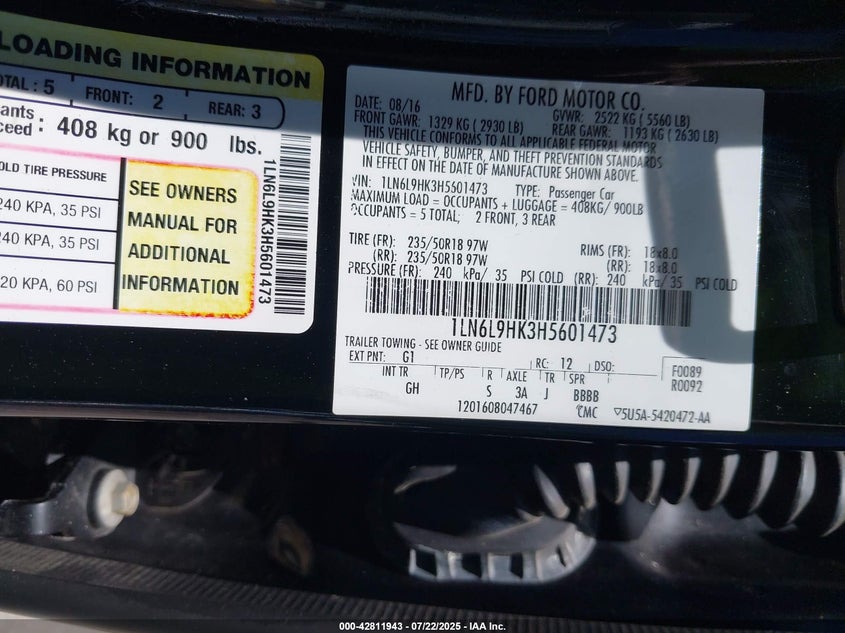 LOADING INFORMATION
TOTAL : 5 FRONT: 2 REAR: 3
408 kg or 900 lbs.
OLD TIRE PRESSURE
240 KPA, 35 PSI
240 KPA, 35 PSI
20 KPA, 60 PSI
SEE OWNERS
MANUAL FOR
ADDITIONAL
INFORMATION
1LN6L9HK3H5601473
MFD. BY FORD MOTOR CO.
DATE: 08/16 GVWR: 2522 KG ( 5560 LB)
FRONT GAWR: 1329 KG ( 2930 LB) REAR GAWR: 1193 KG ( 2630 LB)
THIS VEHICLE CONFORMS TO ALL APPLICABLE FEDERAL MOTOR
VEHICLE SAFETY, BUMPER, AND THEFT PREVENTION STANDARDS
IN EFFECT ON THE DATE OF MANUFACTURE SHOWN ABOVE.
VIN: 1LN6L9HK3H5601473 TYPE: Passenger Car
MAXIMUM LOAD = OCCUPANTS + LUGGAGE = 408KG/ 900LB
OCCUPANTS = 5 TOTAL; 2 FRONT, 3 REAR
TIRE (FR): 235/50R18 97W RIMS (FR): 18x8.0
(RR): 235/50R18 97W (RR): 18x8.0
PRESSURE (FR): 240 kPa/ 35 PSI COLD (RR): 240 kPa/ 35 PSI COLD
1LN6L9HK3H5601473
TRAILER TOWING - SEE OWNER GUIDE
EXT PNT: G1 RC: 12 DSO: F0089
INT TR TP/PS R AXLE TR SPR R0092
GH S 3A J BBBB
1201608047467 ▽5U5A-5420472-AA
000-42811943 - 07/22/2025 - IAA Inc.